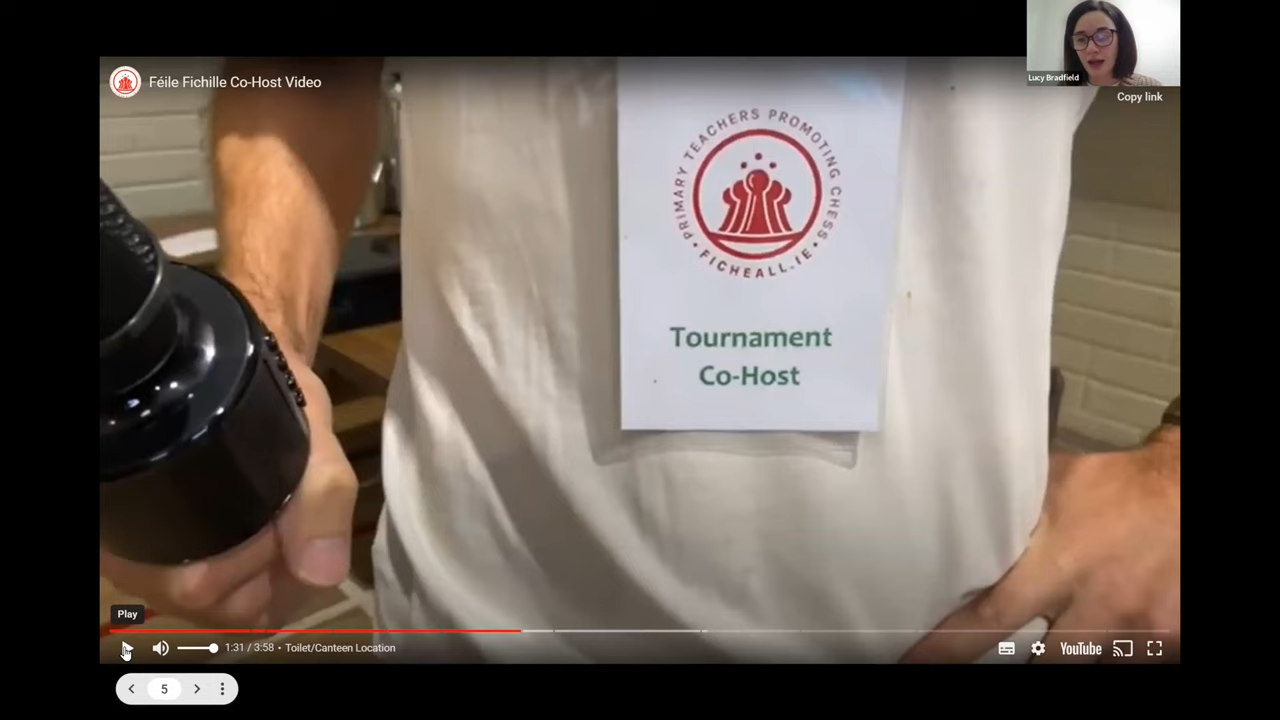 Féile Fichille Co-Host Video
Lucy Bradfield
Copy link
PRIMARY TEACHERS PROMOTING CHESS
• FICHEALL.IE •
Tournament
Co-Host
Play
1:31 / 3:58 • Toilet/Canteen Location
YouTube
5